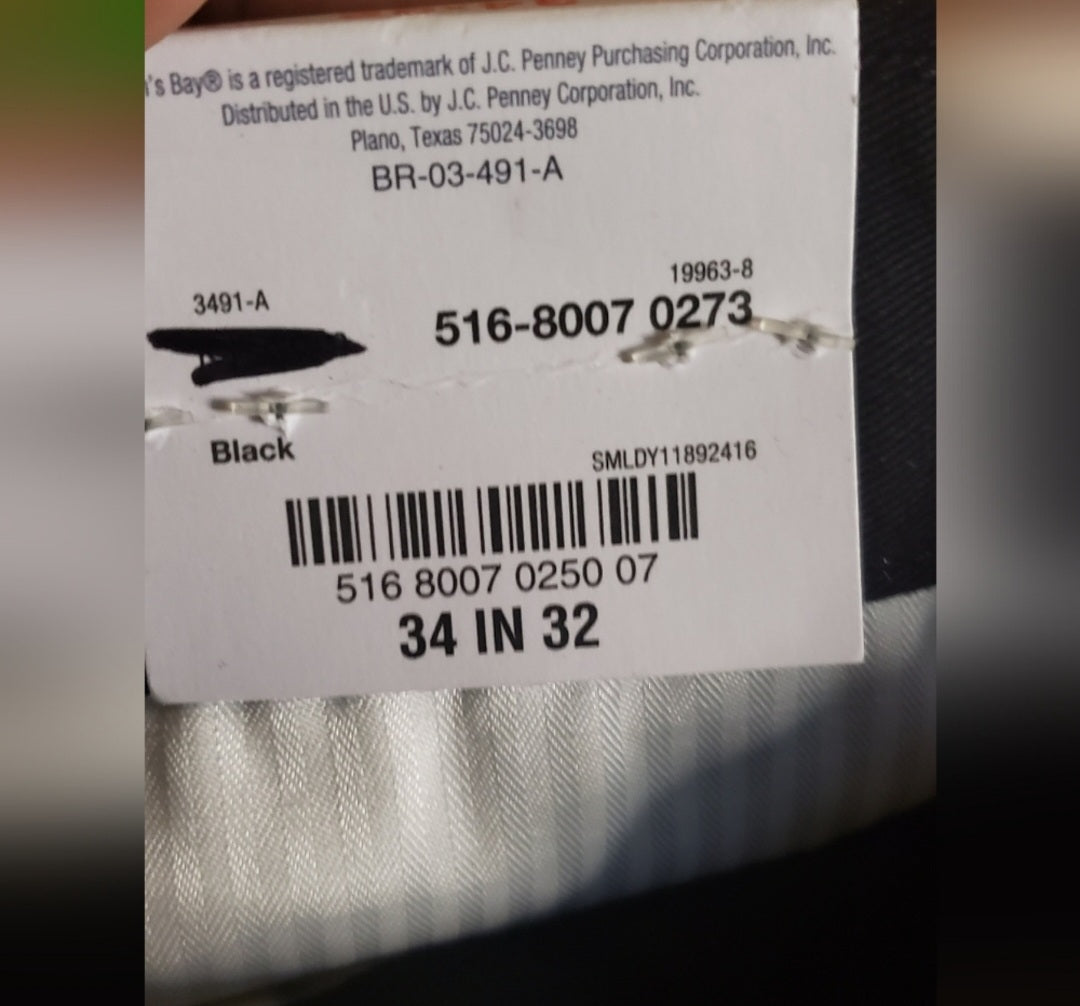 's Bay® is a registered trademark of J.C. Penney Purchasing Corporation, Inc.
Distributed in the U.S. by J.C. Penney Corporation, Inc.
Plano, Texas 75024-3698
BR-03-491-A
19963-8
3491-A
516-8007 0273
Black
SMLDY11892416
516 8007 0250 07
34 IN 32